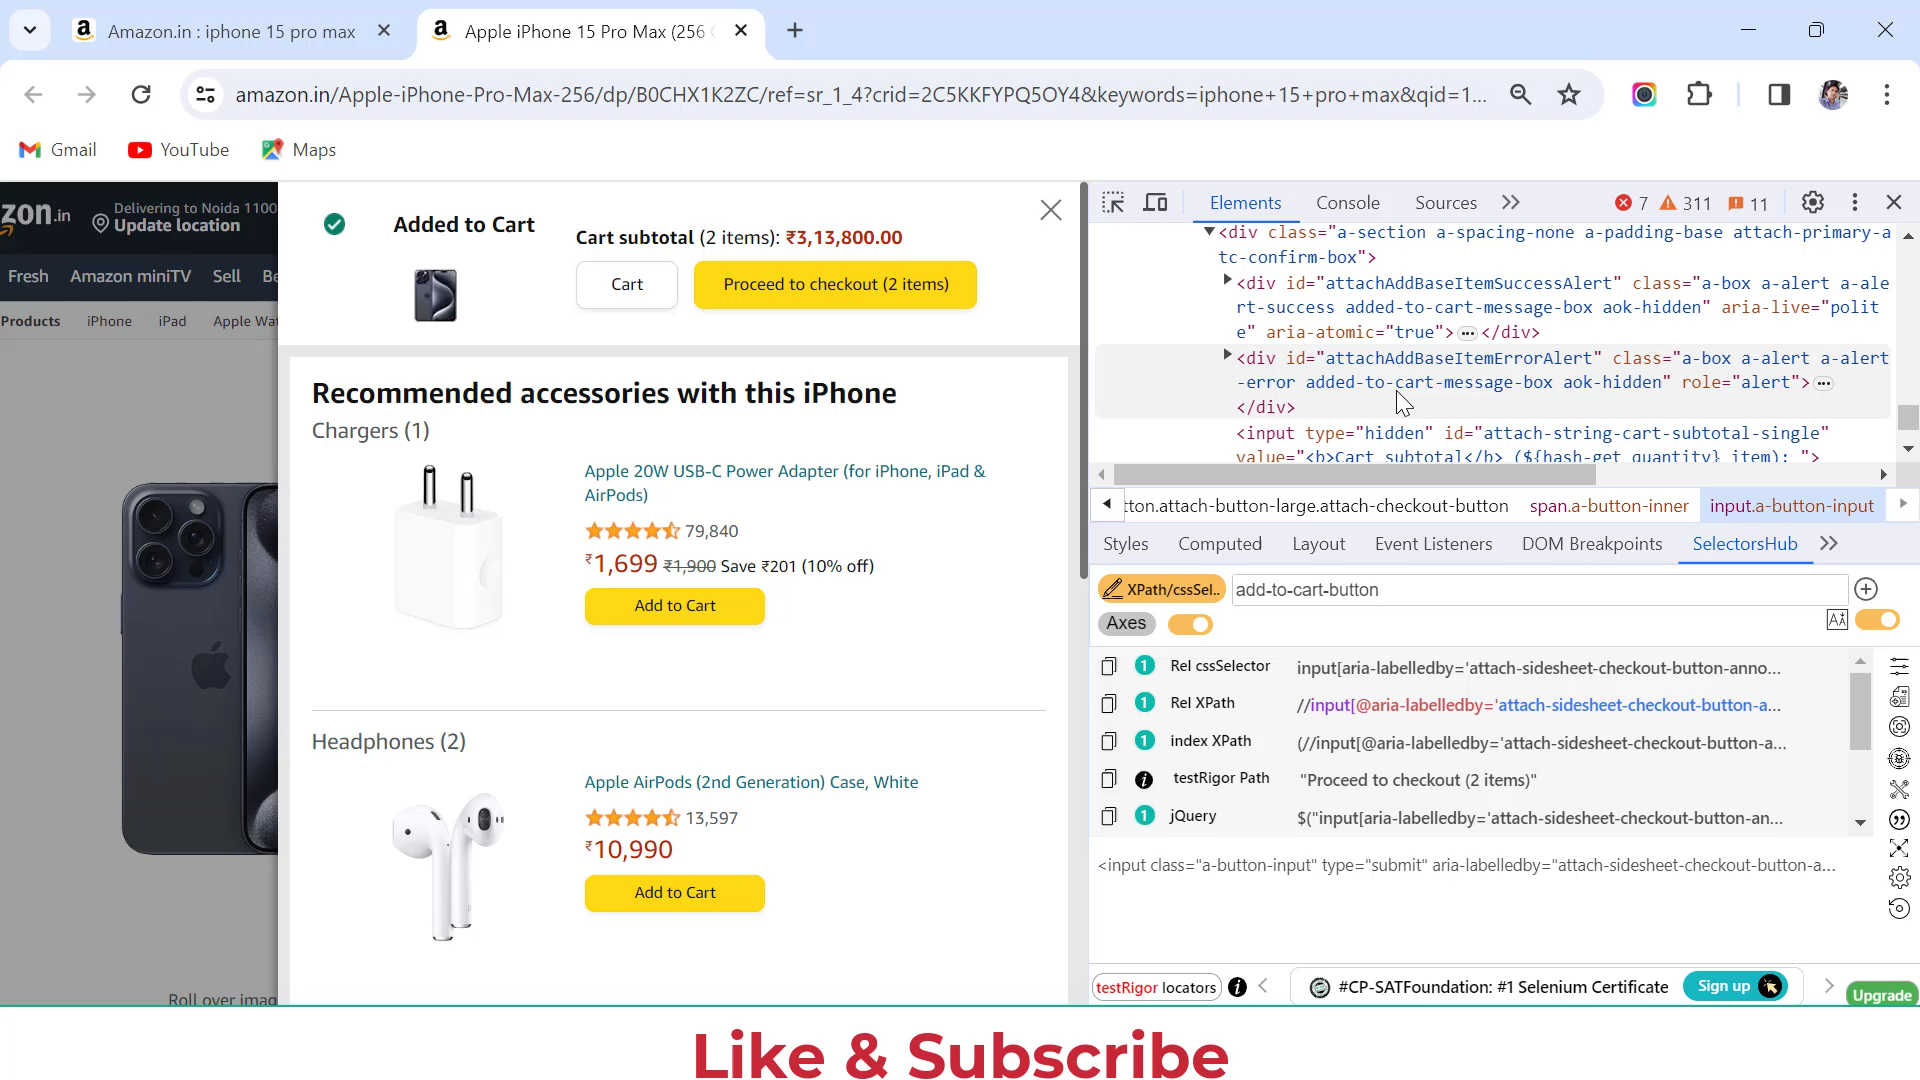 Amazon.in : iphone 15 pro max
Apple iPhone 15 Pro Max (256
amazon.in/Apple-iPhone-Pro-Max-256/dp/B0CHX1K2ZC/ref=sr_1_4?crid=2C5KKFYPQ5OY4&keywords=iphone+15+pro+max&qid=1...
Gmail
YouTube
Maps
zon.in
Delivering to Noida 1100
Update location
Fresh
Amazon miniTV
Sell
Be
Products
iPhone
iPad
Apple Wat
Roll over imag
Added to Cart
Cart subtotal (2 items): ₹3,13,800.00
Cart
Proceed to checkout (2 items)
Recommended accessories with this iPhone
Chargers (1)
Apple 20W USB-C Power Adapter (for iPhone, iPad &
AirPods)
79,840
₹1,699 ₹1,900 Save ₹201 (10% off)
Add to Cart
Headphones (2)
Apple AirPods (2nd Generation) Case, White
13,597
₹10,990
Add to Cart
Elements
Console
Sources
7
311
11
<div class="a-section a-spacing-none a-padding-base attach-primary-a
tc-confirm-box">
<div id="attachAddBaseItemSuccessAlert" class="a-box a-alert a-ale
rt-success added-to-cart-message-box aok-hidden" aria-live="polit
e" aria-atomic="true"> … </div>
<div id="attachAddBaseItemErrorAlert" class="a-box a-alert a-alert
-error added-to-cart-message-box aok-hidden" role="alert"> …
</div>
<input type="hidden" id="attach-string-cart-subtotal-single"
value="<b>Cart subtotal</b> (${hash-get quantity} item): ">
tton.attach-button-large.attach-checkout-button
span.a-button-inner
input.a-button-input
Styles
Computed
Layout
Event Listeners
DOM Breakpoints
SelectorsHub
XPath/cssSel..
add-to-cart-button
Axes
1 Rel cssSelector input[aria-labelledby='attach-sidesheet-checkout-button-anno...
1 Rel XPath //input[@aria-labelledby='attach-sidesheet-checkout-button-a...
1 index XPath (//input[@aria-labelledby='attach-sidesheet-checkout-button-a...
i testRigor Path "Proceed to checkout (2 items)"
1 jQuery $("input[aria-labelledby='attach-sidesheet-checkout-button-an...
<input class="a-button-input" type="submit" aria-labelledby="attach-sidesheet-checkout-button-a...
testRigor locators
#CP-SATFoundation: #1 Selenium Certificate
Sign up
Upgrade
Like & Subscribe